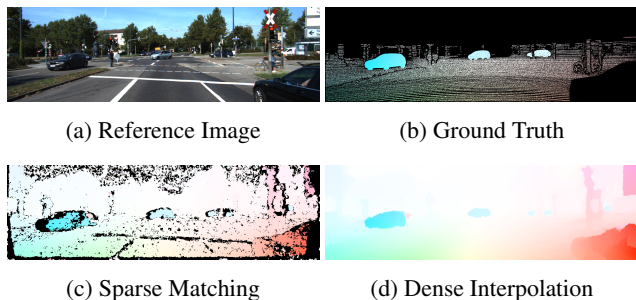 (a) Reference Image
(b) Ground Truth
(c) Sparse Matching
(d) Dense Interpolation